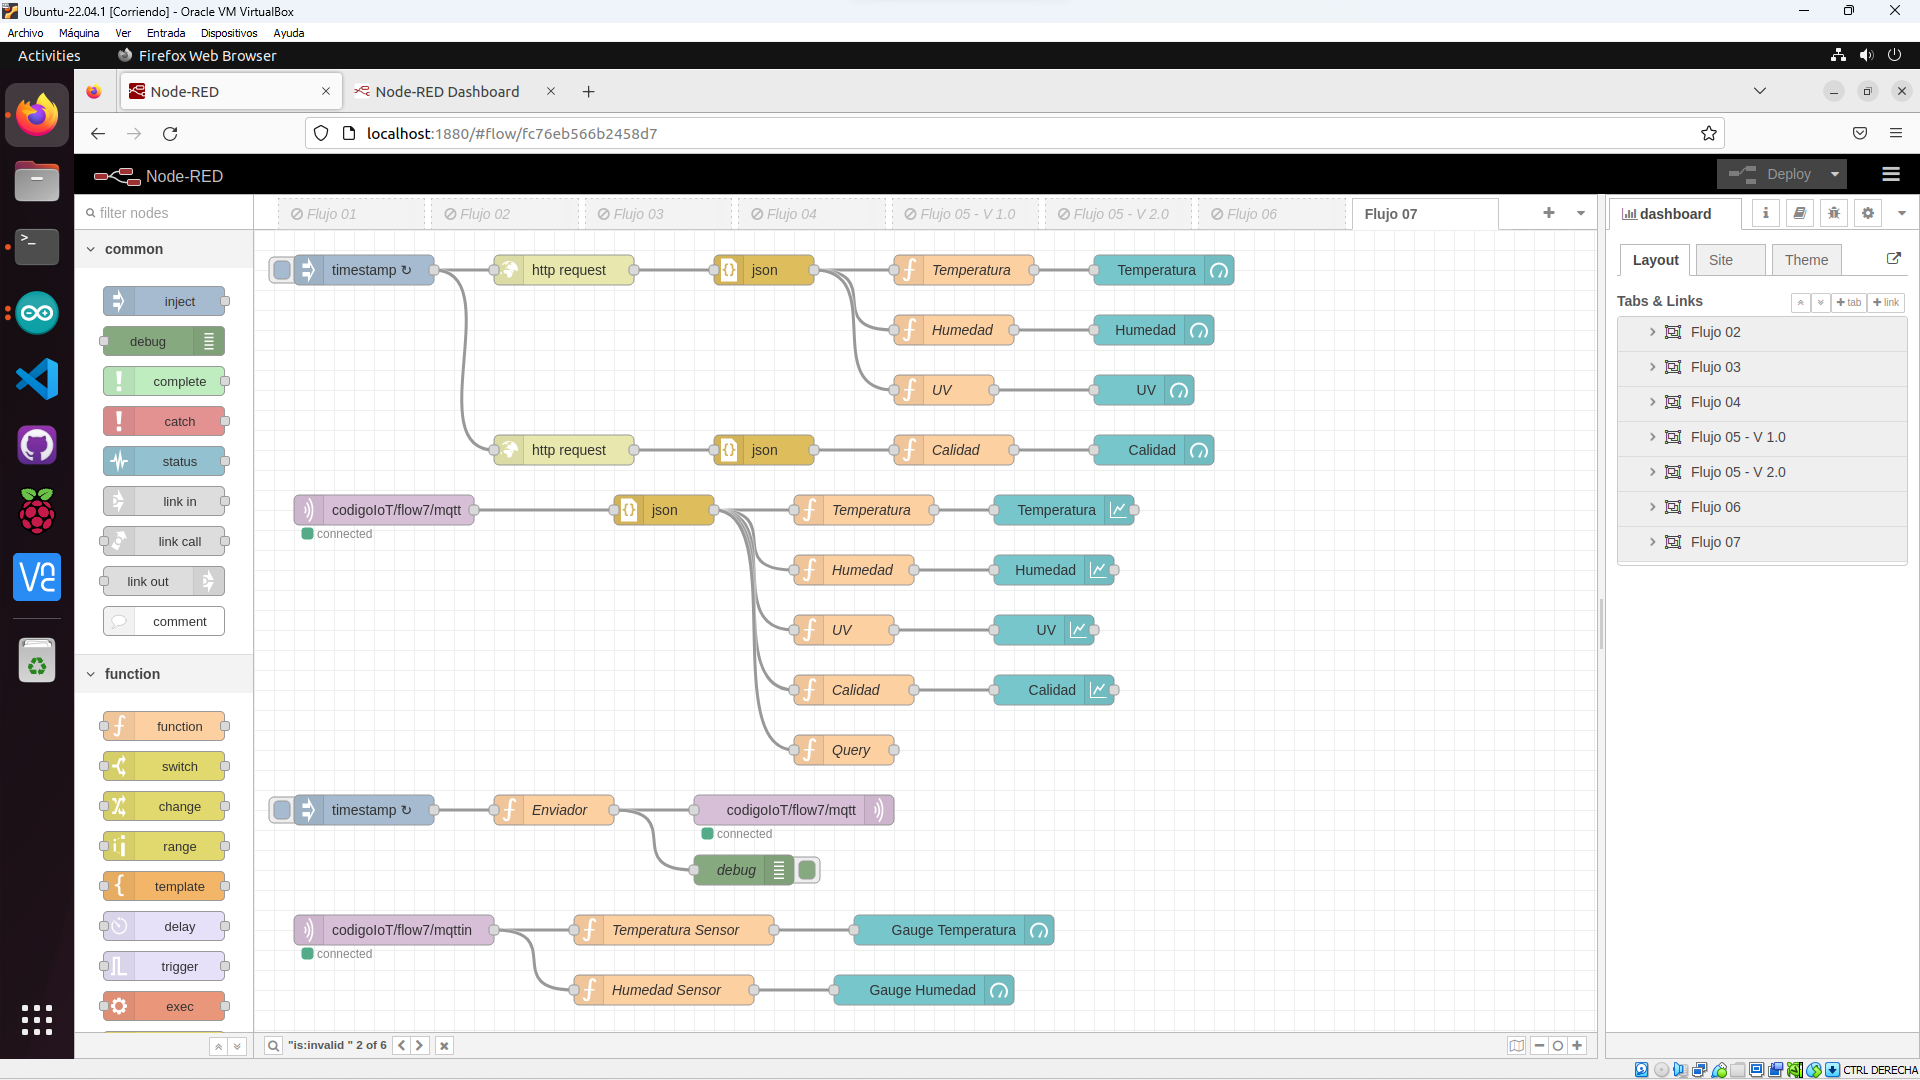 Ubuntu-22.04.1 [Corriendo] - Oracle VM VirtualBox
Archivo Máquina Ver Entrada Dispositivos Ayuda
Activities Firefox Web Browser
Node-RED
Node-RED Dashboard
localhost:1880/#flow/fc76eb566b2458d7
Node-RED
Deploy
filter nodes
common
inject
debug
complete
catch
status
link in
link call
link out
comment
function
function
switch
change
range
template
delay
trigger
exec
Flujo 01
Flujo 02
Flujo 03
Flujo 04
Flujo 05 - V 1.0
Flujo 05 - V 2.0
Flujo 06
Flujo 07
timestamp ↻
http request
json
Temperatura
Temperatura
Humedad
Humedad
UV
UV
http request
json
Calidad
Calidad
codigoIoT/flow7/mqtt
connected
json
Temperatura
Temperatura
Humedad
Humedad
UV
UV
Calidad
Calidad
Query
timestamp ↻
Enviador
codigoIoT/flow7/mqtt
connected
debug
codigoIoT/flow7/mqttin
connected
Temperatura Sensor
Gauge Temperatura
Humedad Sensor
Gauge Humedad
"is:invalid " 2 of 6
dashboard
Layout
Site
Theme
Tabs & Links
tab
link
Flujo 02
Flujo 03
Flujo 04
Flujo 05 - V 1.0
Flujo 05 - V 2.0
Flujo 06
Flujo 07
CTRL DERECHA